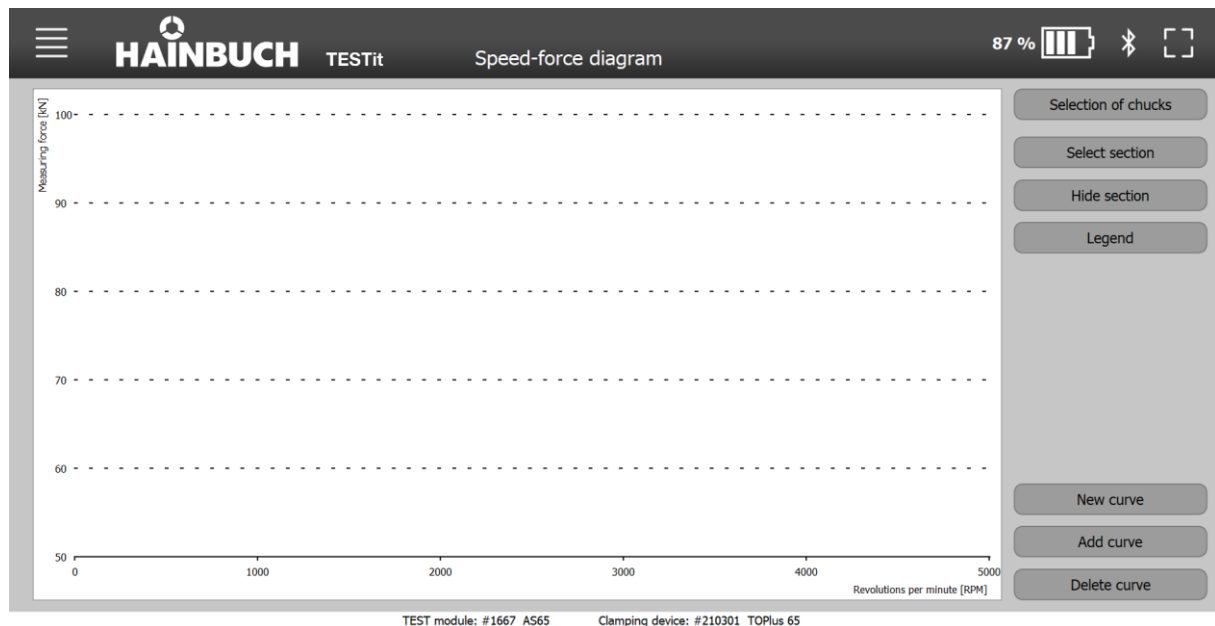 HAINBUCH TESTit Speed-force diagram 87 %
Measuring force [kN]
100
90
80
70
60
50
0 1000 2000 3000 4000 5000
Revolutions per minute [RPM]
Selection of chucks
Select section
Hide section
Legend
New curve
Add curve
Delete curve
TEST module: #1667 AS65 Clamping device: #210301 TOPlus 65